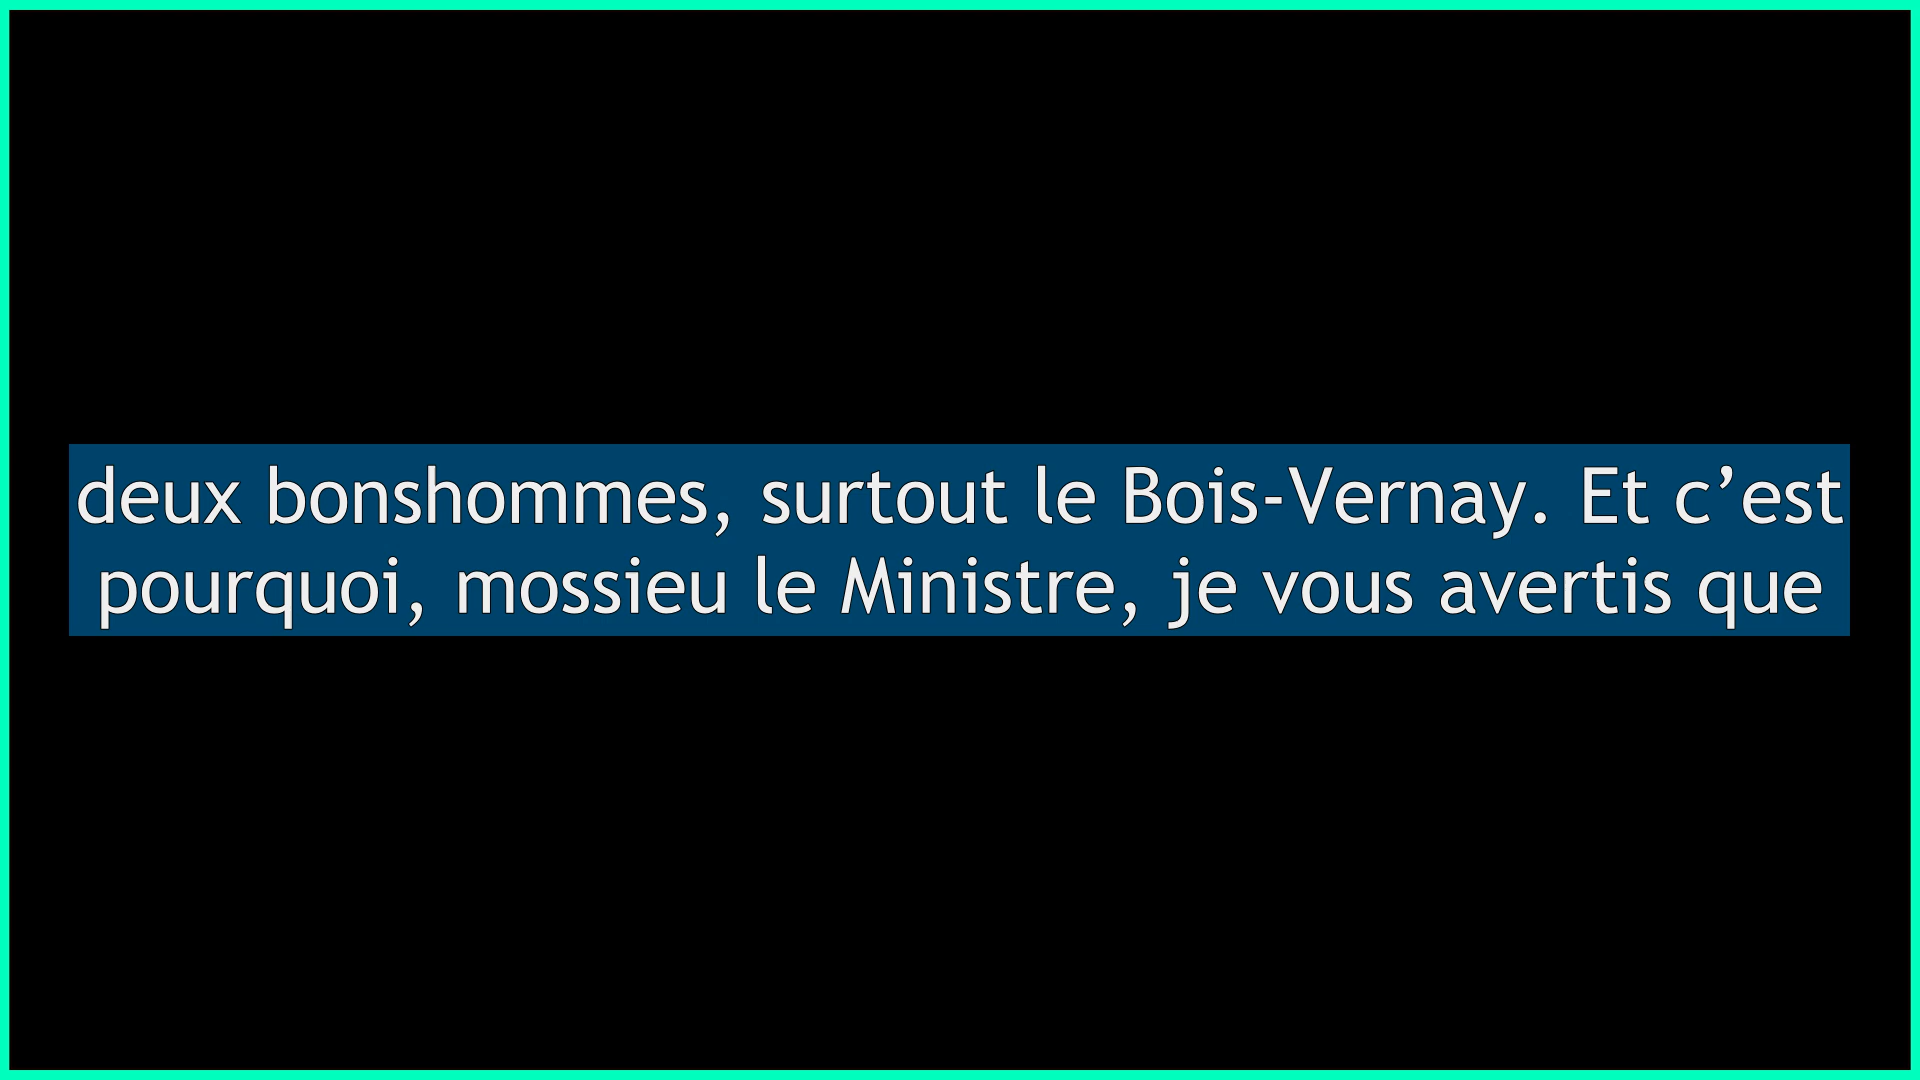 deux bonshommes, surtout le Bois-Vernay. Et c’est
pourquoi, mossieu le Ministre, je vous avertis que